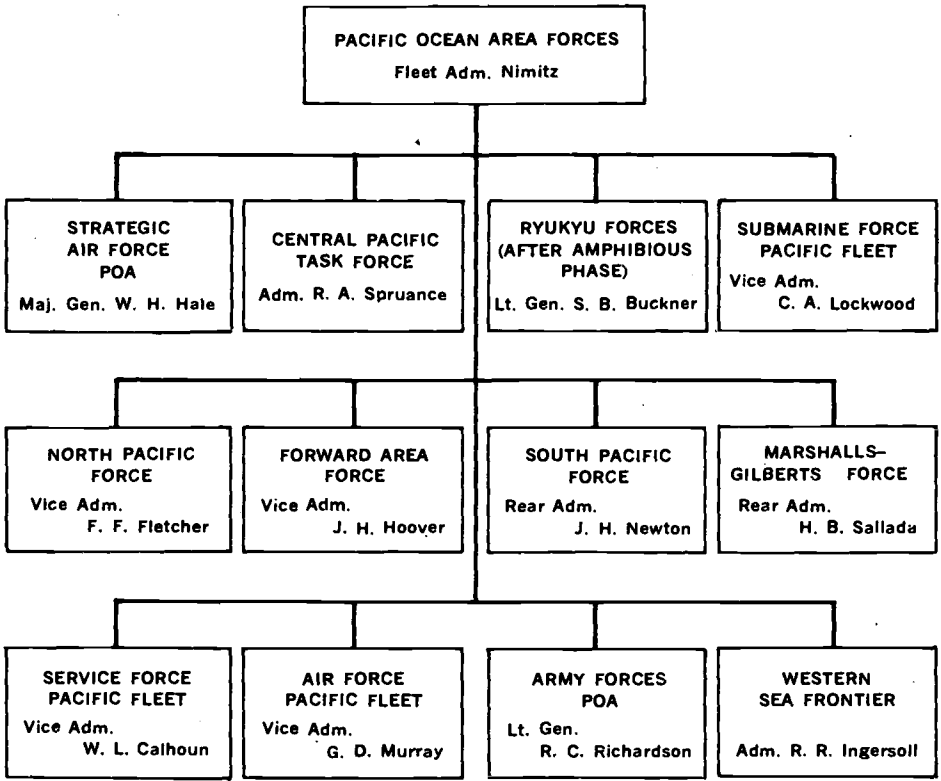 PACIFIC OCEAN AREA FORCES
Fleet Adm. Nimitz
STRATEGIC
AIR FORCE
POA
Maj. Gen. W. H. Hale
CENTRAL PACIFIC
TASK FORCE
Adm. R. A. Spruance
RYUKYU FORCES
(AFTER AMPHIBIOUS
PHASE)
Lt. Gen. S. B. Buckner
SUBMARINE FORCE
PACIFIC FLEET
Vice Adm.
C. A. Lockwood
NORTH PACIFIC
FORCE
Vice Adm.
F. F. Fletcher
FORWARD AREA
FORCE
Vice Adm.
J. H. Hoover
SOUTH PACIFIC
FORCE
Rear Adm.
J. H. Newton
MARSHALLS–
GILBERTS FORCE
Rear Adm.
H. B. Sallada
SERVICE FORCE
PACIFIC FLEET
Vice Adm.
W. L. Calhoun
AIR FORCE
PACIFIC FLEET
Vice Adm.
G. D. Murray
ARMY FORCES
POA
Lt. Gen.
R. C. Richardson
WESTERN
SEA FRONTIER
Adm. R. R. Ingersoll